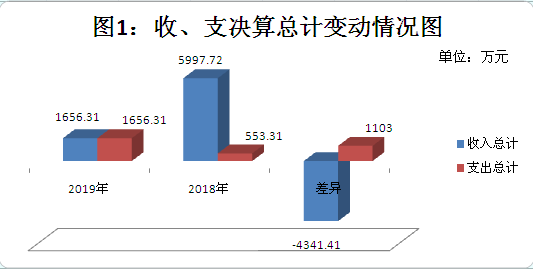 图1：收、支决算总计变动情况图
单位：万元
5997.72
1656.31
1656.31
553.31
1103
收入总计
支出总计
2019年
2018年
差异
-4341.41